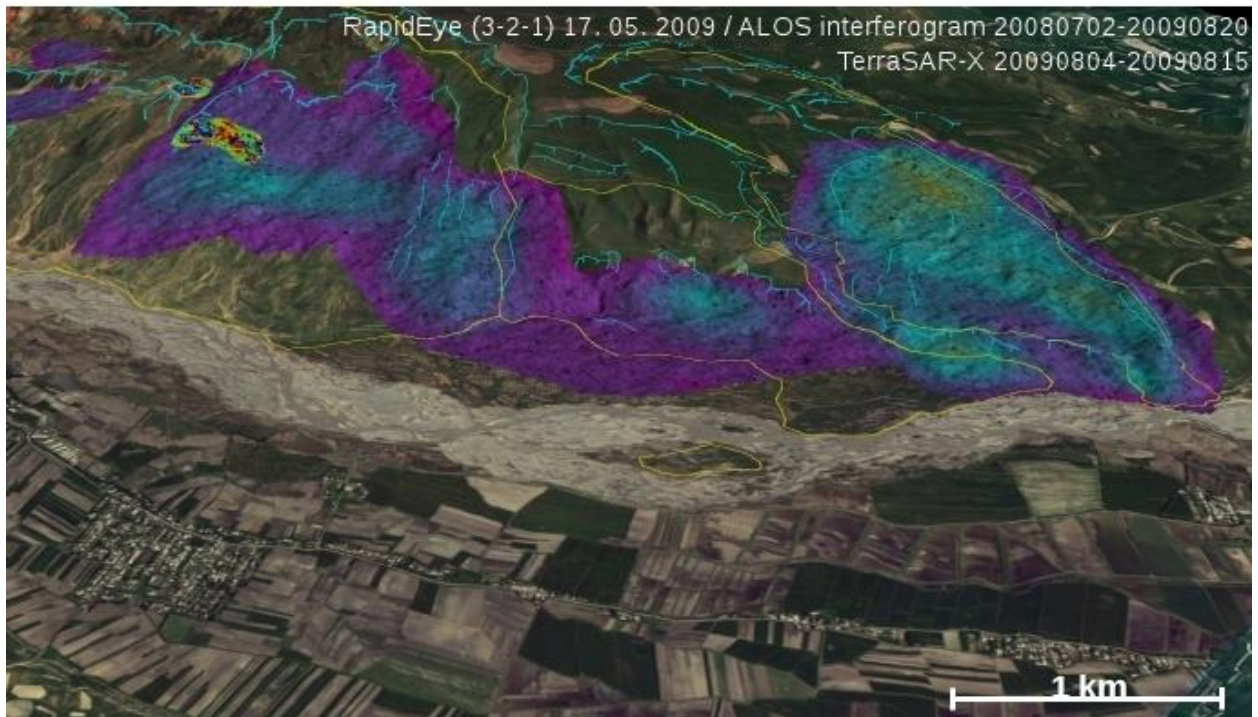 RapidEye (3-2-1) 17. 05. 2009 / ALOS interferogram 20080702-20090820
TerraSAR-X 20090804-20090815
1 km